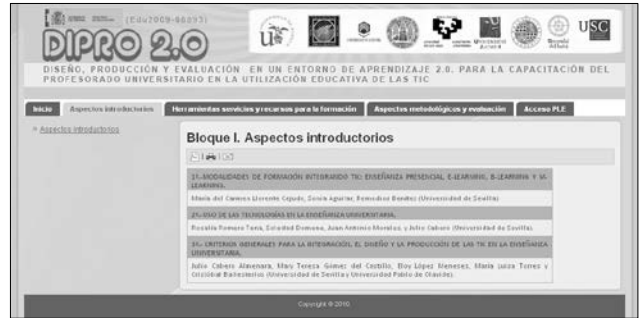 (Edu2009-08893)
DIPRO 2.0
USC
DISEÑO, PRODUCCIÓN Y EVALUACIÓN EN UN ENTORNO DE APRENDIZAJE 2.0. PARA LA CAPACITACIÓN DEL
PROFESORADO UNIVERSITARIO EN LA UTILIZACIÓN EDUCATIVA DE LAS TIC
Inicio Aspectos introductorios Herramientas servicios y recursos para la formación Aspectos metodológicos y evaluación Acceso PLE
Aspectos introductorios
Bloque I. Aspectos introductorios
1º.-MODALIDADES DE FORMACIÓN INTEGRANDO TIC: ENSEÑANZA PRESENCIAL, E-LEARNING, B-LEARNING Y M-
LEARNING.
María del Carmen Llorente Cejudo, Sonia Aguilar, Remedios Benítez (Universidad de Sevilla)
2º.-USO DE LAS TECNOLOGÍAS EN LA ENSEÑANZA UNIVERSITARIA.
Rosalía Romero Tena, Soledad Domene, Juan Antonio Morales, y Julio Cabero (Universidad de Sevilla).
3º.- CRITERIOS GENERALES PARA LA INTEGRACIÓN, EL DISEÑO Y LA PRODUCCIÓN DE LAS TIC EN LA ENSEÑANZA
UNIVERSITARIA.
Julio Cabero Almenara, Mary Teresa Gómez del Castillo, Eloy López Meneses, María Luisa Torres y
Cristóbal Ballesteros (Universidad de Sevilla y Universidad Pablo de Olavide).
Copyright © 2010.